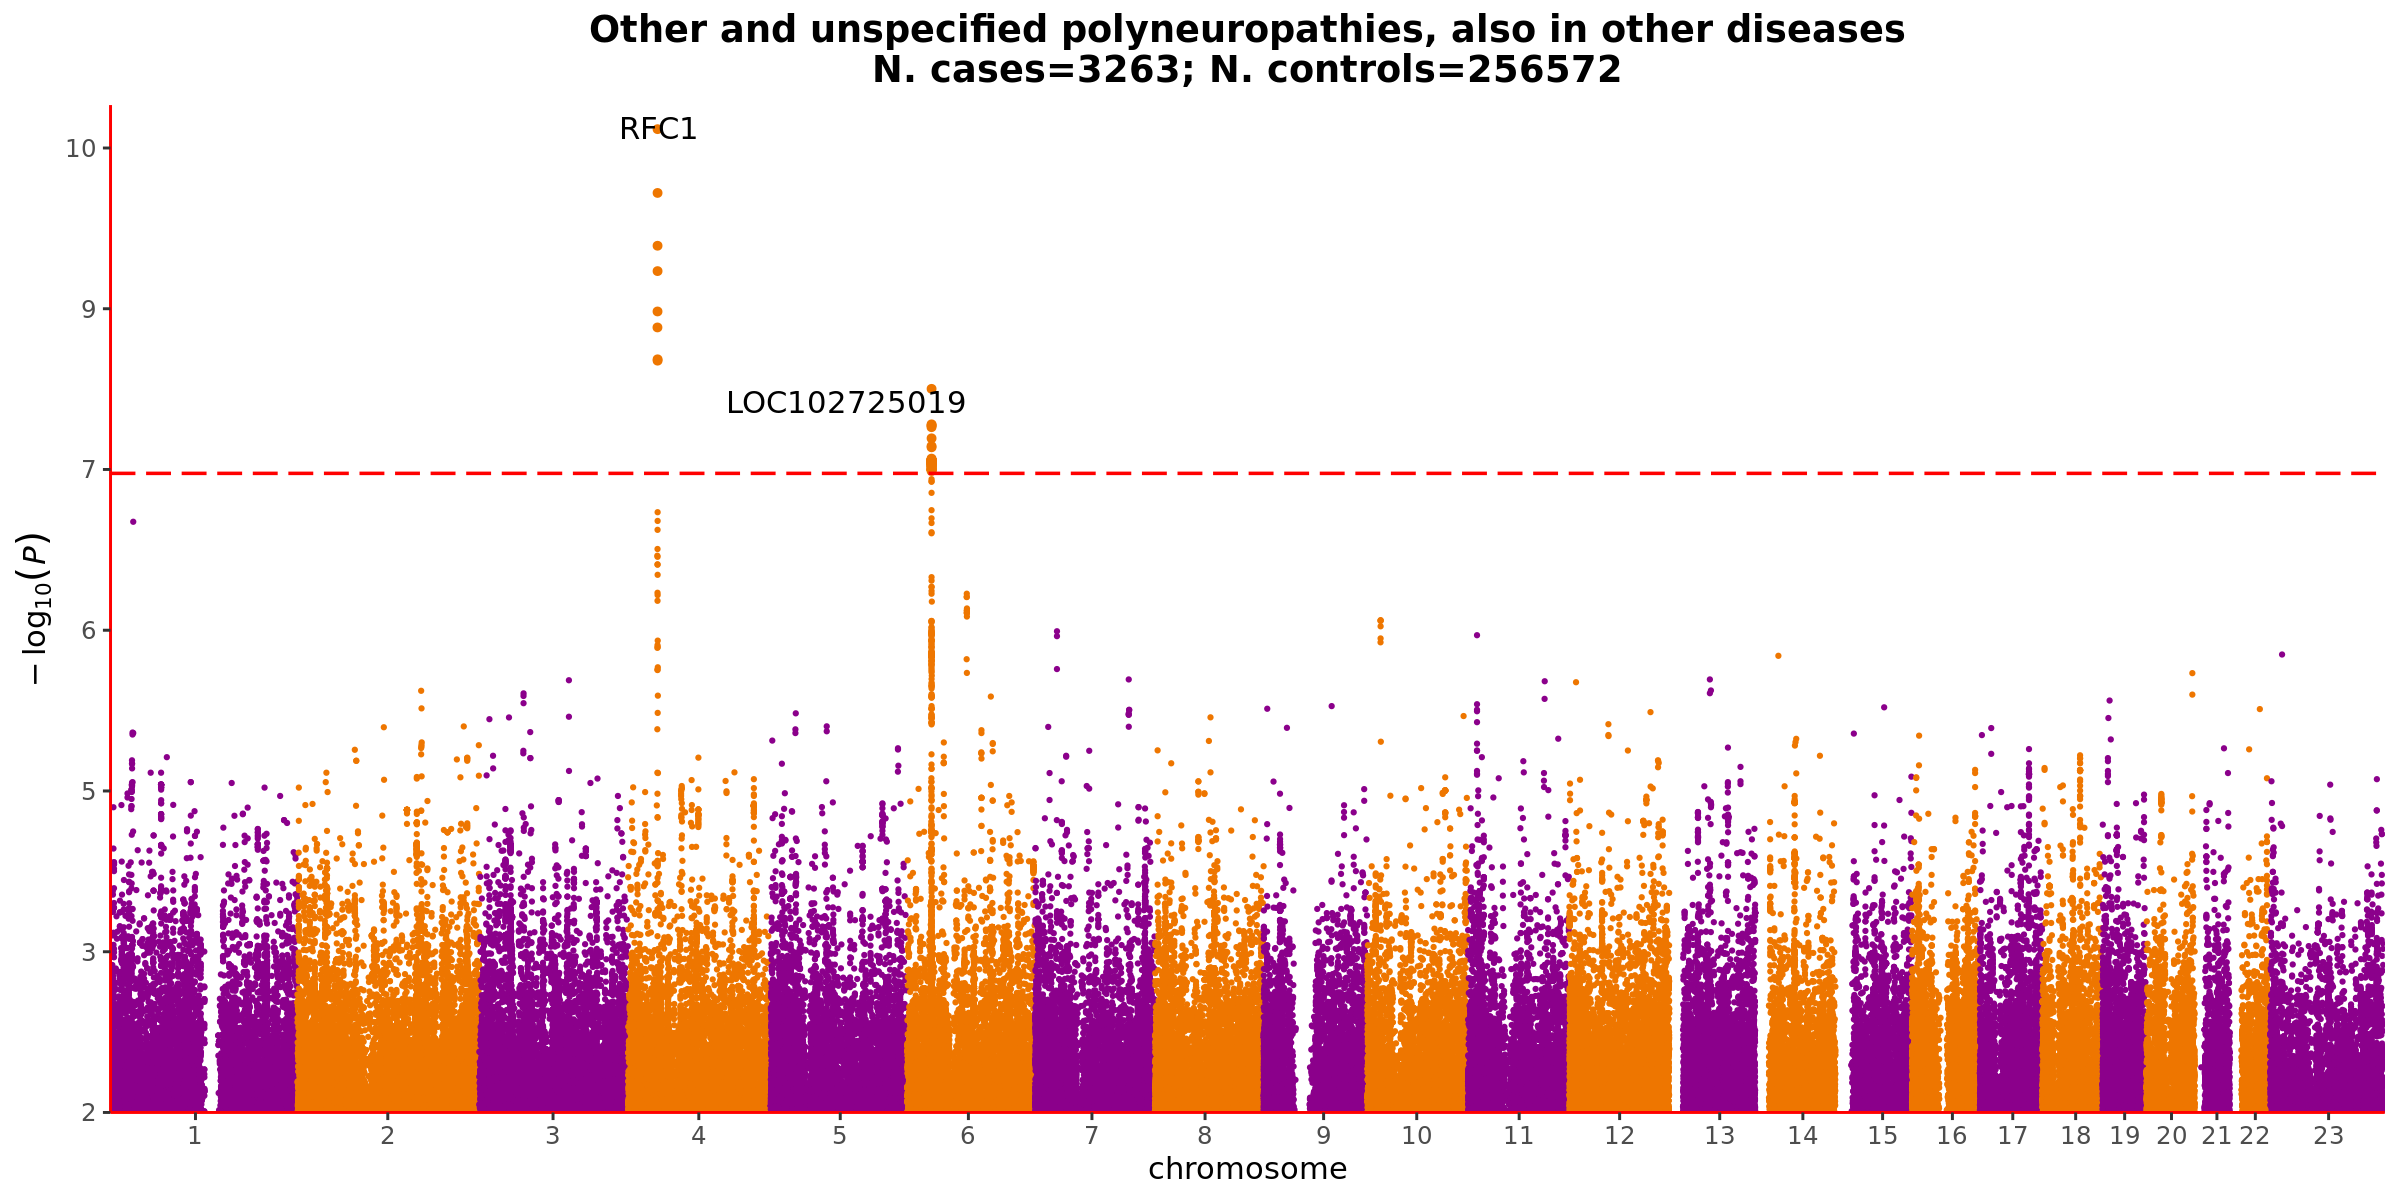 Other and unspecified polyneuropathies, also in other diseases
N. cases=3263; N. controls=256572
RFC1
LOC102725019
10
9
7
6
5
3
2
−log10(P)
1 2 3 4 5 6 7 8 9 10 11 12 13 14 15 16 17 18 19 20 21 22 23
chromosome